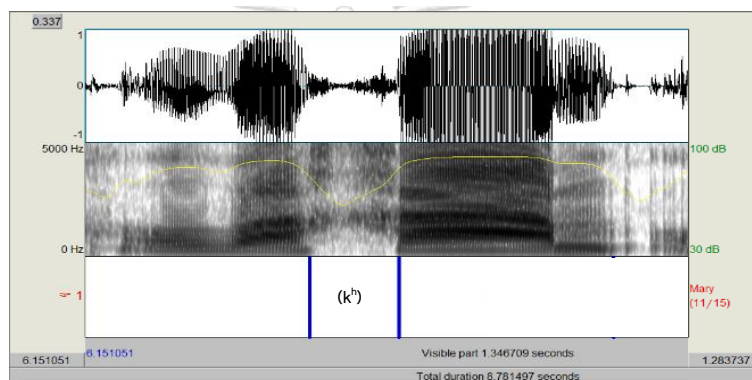 0.337
1
0
-1
5000 Hz
100 dB
0 Hz
30 dB
1
(kʰ)
Mary
(11/15)
6.151051
6.151051
Visible part 1.346709 seconds
1.283737
Total duration 8.781497 seconds